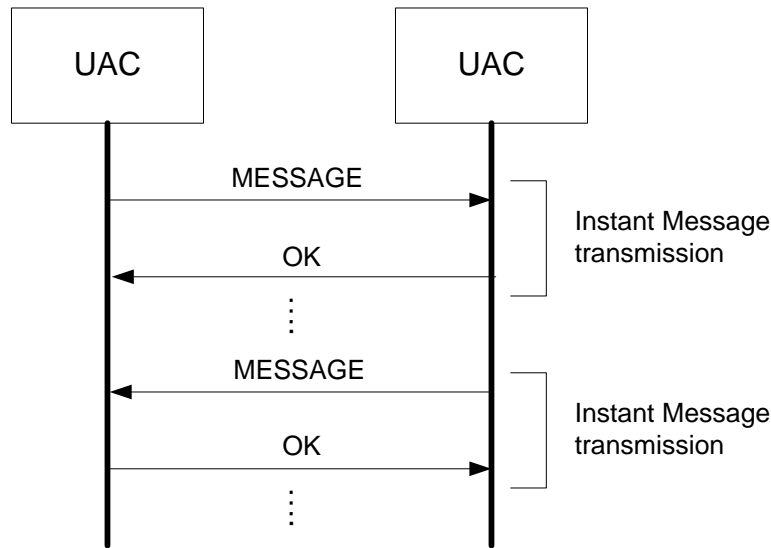 UAC
UAC
MESSAGE
Instant Message
transmission
OK
MESSAGE
Instant Message
transmission
OK